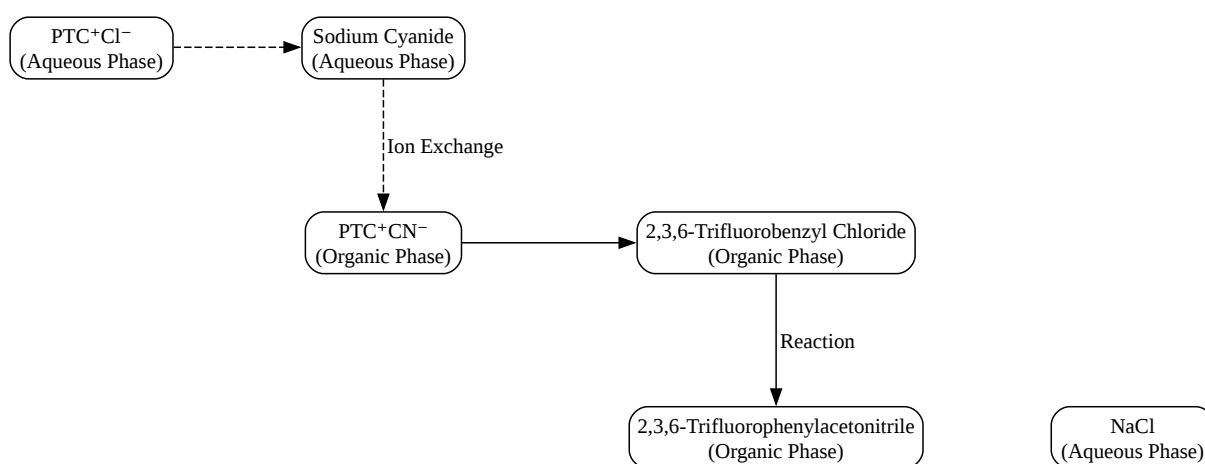 PTC⁺Cl⁻
(Aqueous Phase)
Sodium Cyanide
(Aqueous Phase)
Ion Exchange
PTC⁺CN⁻
(Organic Phase)
2,3,6-Trifluorobenzyl Chloride
(Organic Phase)
Reaction
2,3,6-Trifluorophenylacetonitrile
(Organic Phase)
NaCl
(Aqueous Phase)